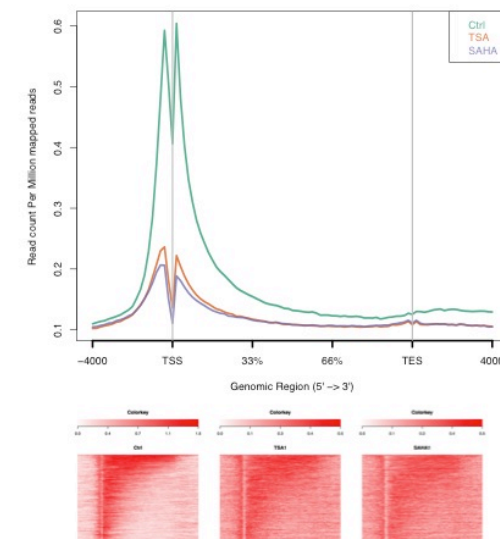 Ctrl
TSA
SAHA
0.6
0.5
0.4
0.3
0.2
0.1
Read count Per Million mapped reads
−4000 TSS 33% 66% TES 4000
Genomic Region (5' −> 3')
Colorkey Colorkey Colorkey
Ctrl TSA1 SAHA1